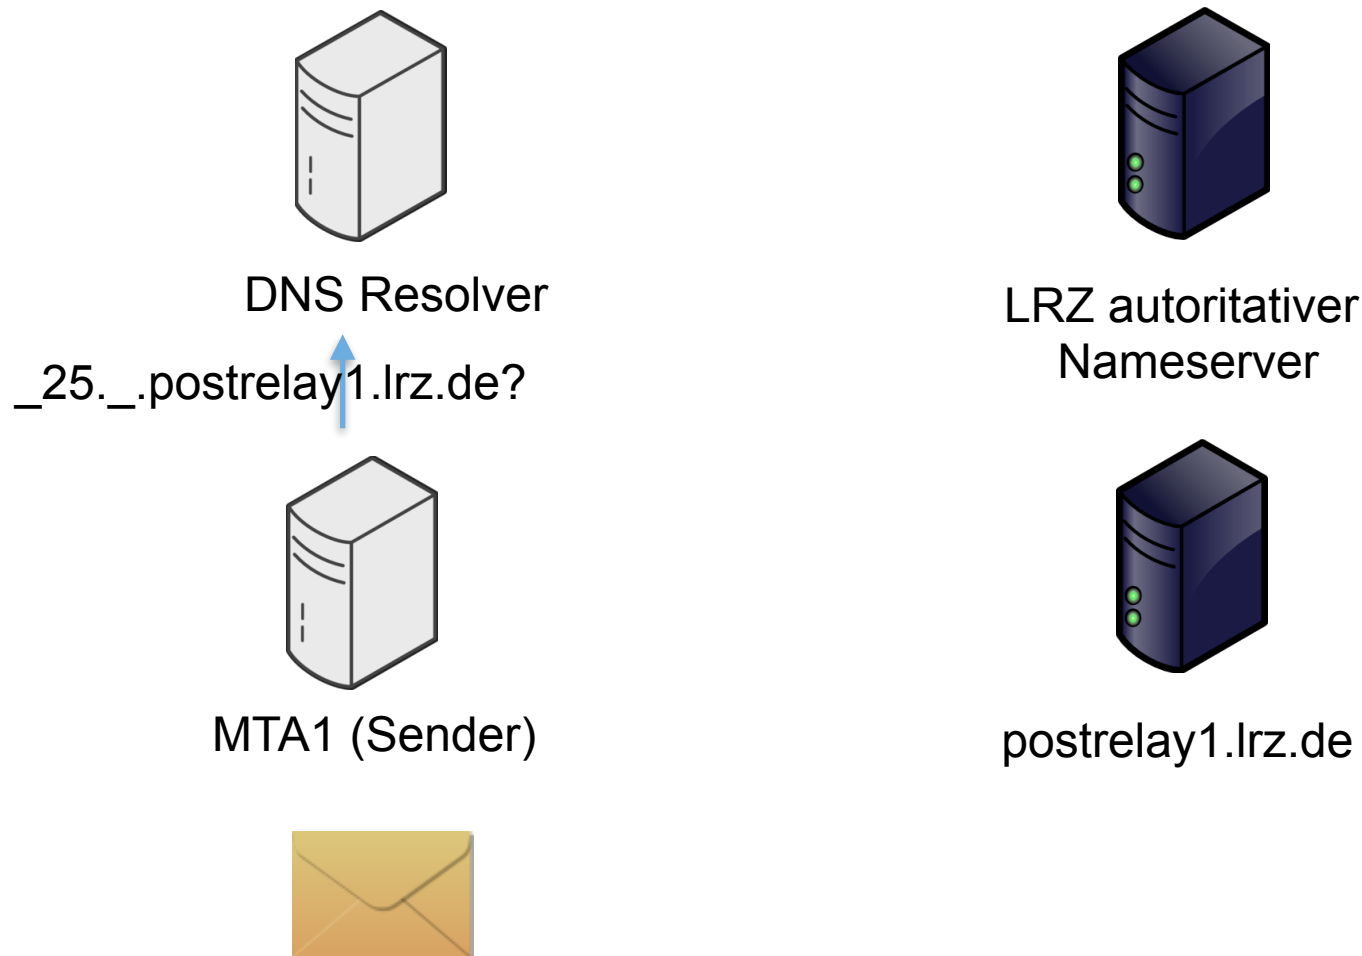 DNS Resolver
LRZ autoritativer
Nameserver
_25._.postrelay1.lrz.de?
MTA1 (Sender)
postrelay1.lrz.de